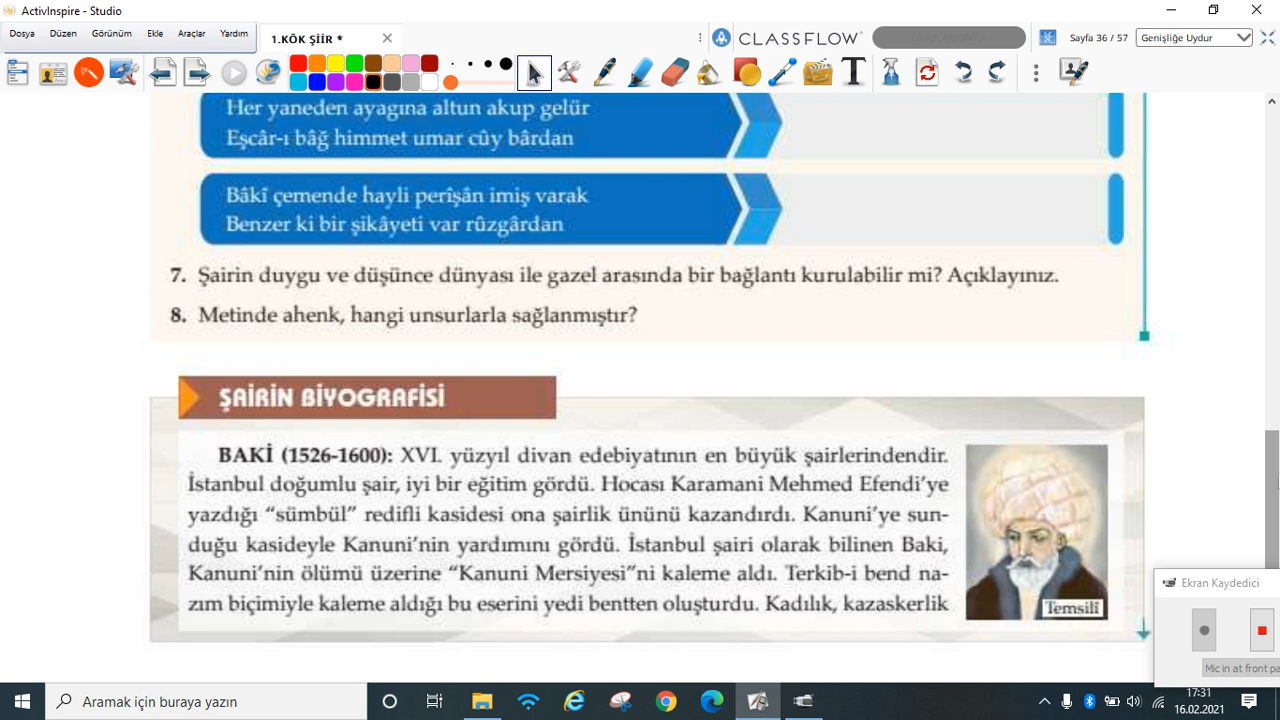 ActivInspire - Studio
Dosya Düzen Görünüm Ekle Araçlar Yardım
1.KÖK ŞİİR *
CLASSFLOW
Sayfa 36 / 57
Genişliğe Uydur
Her yaneden ayagına altun akup gelür
Eşcâr-ı bâğ himmet umar cûy bârdan
Bâkî çemende hayli perîşân imiş varak
Benzer ki bir şikâyeti var rûzgârdan
7. Şairin duygu ve düşünce dünyası ile gazel arasında bir bağlantı kurulabilir mi? Açıklayınız.
8. Metinde ahenk, hangi unsurlarla sağlanmıştır?
ŞAİRİN BİYOGRAFİSİ
BAKİ (1526-1600): XVI. yüzyıl divan edebiyatının en büyük şairlerindendir.
İstanbul doğumlu şair, iyi bir eğitim gördü. Hocası Karamani Mehmed Efendi'ye
yazdığı "sümbül" redifli kasidesi ona şairlik ününü kazandırdı. Kanuni'ye sun-
duğu kasideyle Kanuni'nin yardımını gördü. İstanbul şairi olarak bilinen Baki,
Kanuni'nin ölümü üzerine "Kanuni Mersiyesi"ni kaleme aldı. Terkib-i bend na-
zım biçimiyle kaleme aldığı bu eserini yedi bentten oluşturdu. Kadılık, kazaskerlik
Temsilî
Ekran Kaydedici
Mic in at front pa
Aramak için buraya yazın
17:31
16.02.2021